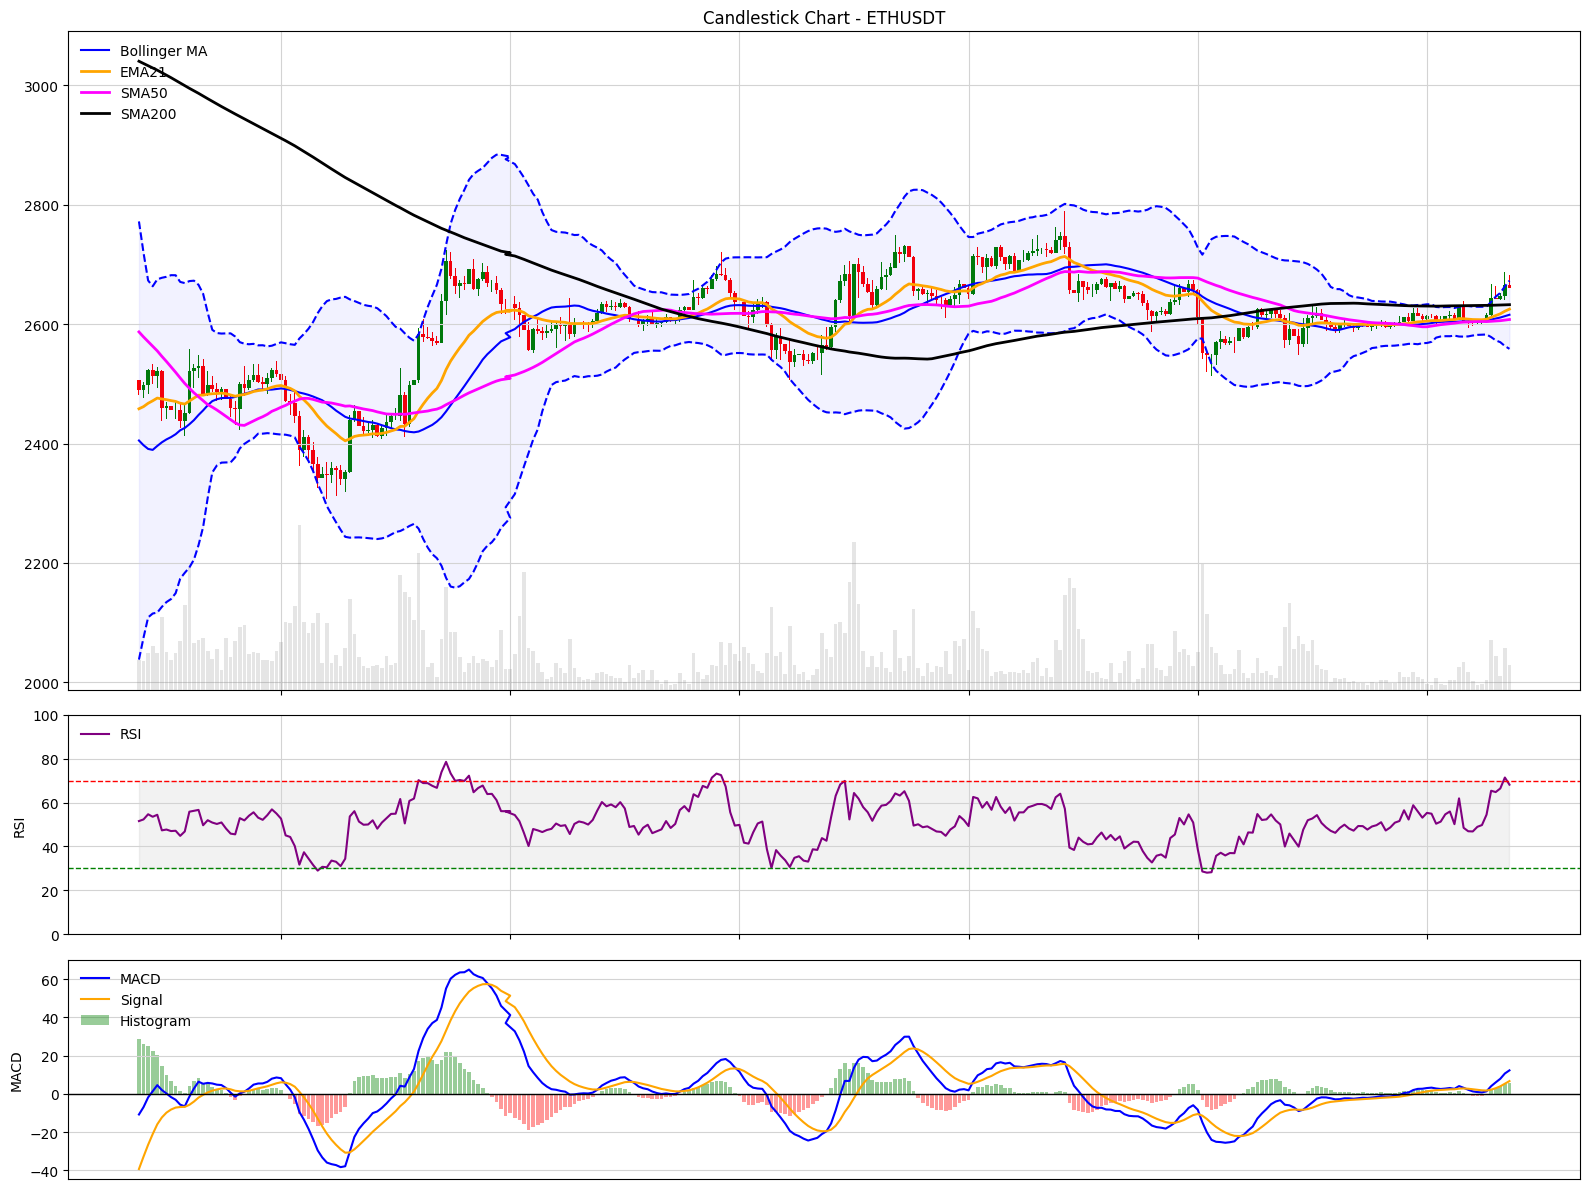 Candlestick Chart - ETHUSDT
Bollinger MA
EMA21
SMA50
SMA200
3000
2800
2600
2400
2200
2000
RSI
100
80
60
40
20
0
RSI
MACD
Signal
Histogram
60
40
20
0
−20
−40
MACD